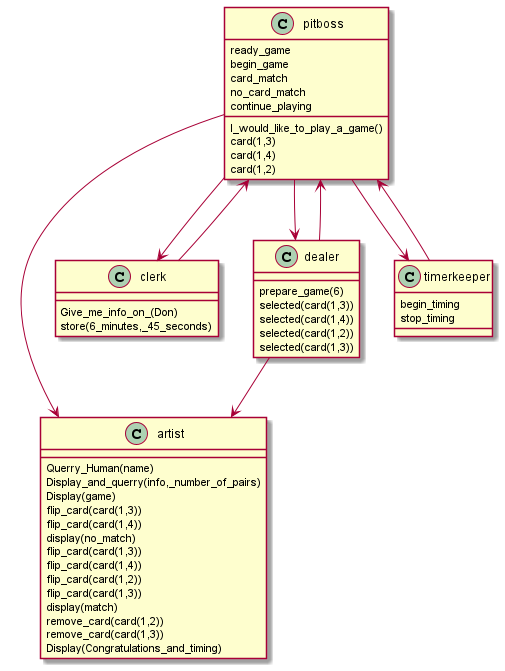 C pitboss
ready_game
begin_game
card_match
no_card_match
continue_playing
I_would_like_to_play_a_game()
card(1,3)
card(1,4)
card(1,2)
C clerk
Give_me_info_on_(Don)
store(6_minutes,_45_seconds)
C dealer
prepare_game(6)
selected(card(1,3))
selected(card(1,4))
selected(card(1,2))
selected(card(1,3))
C timerkeeper
begin_timing
stop_timing
C artist
Querry_Human(name)
Display_and_querry(info,_number_of_pairs)
Display(game)
flip_card(card(1,3))
flip_card(card(1,4))
display(no_match)
flip_card(card(1,3))
flip_card(card(1,4))
flip_card(card(1,2))
flip_card(card(1,3))
display(match)
remove_card(card(1,2))
remove_card(card(1,3))
Display(Congratulations_and_timing)